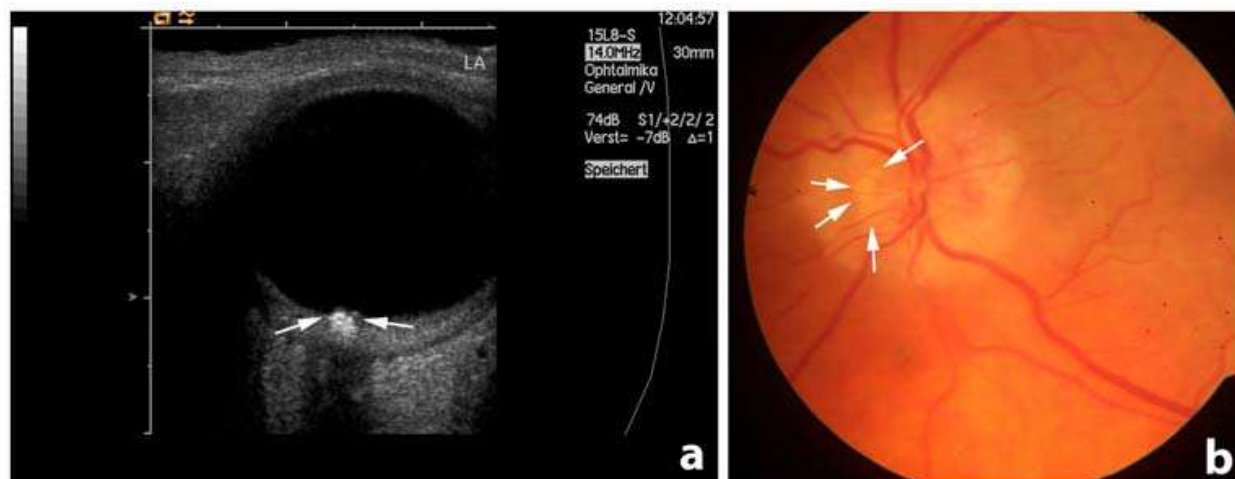 12:04:57
LA
15L8-S
14.0MHz 30mm
Ophtalmika
General /V
74dB S1/+2/2/ 2
Verst= -7dB Δ=1
Speichert
a
b